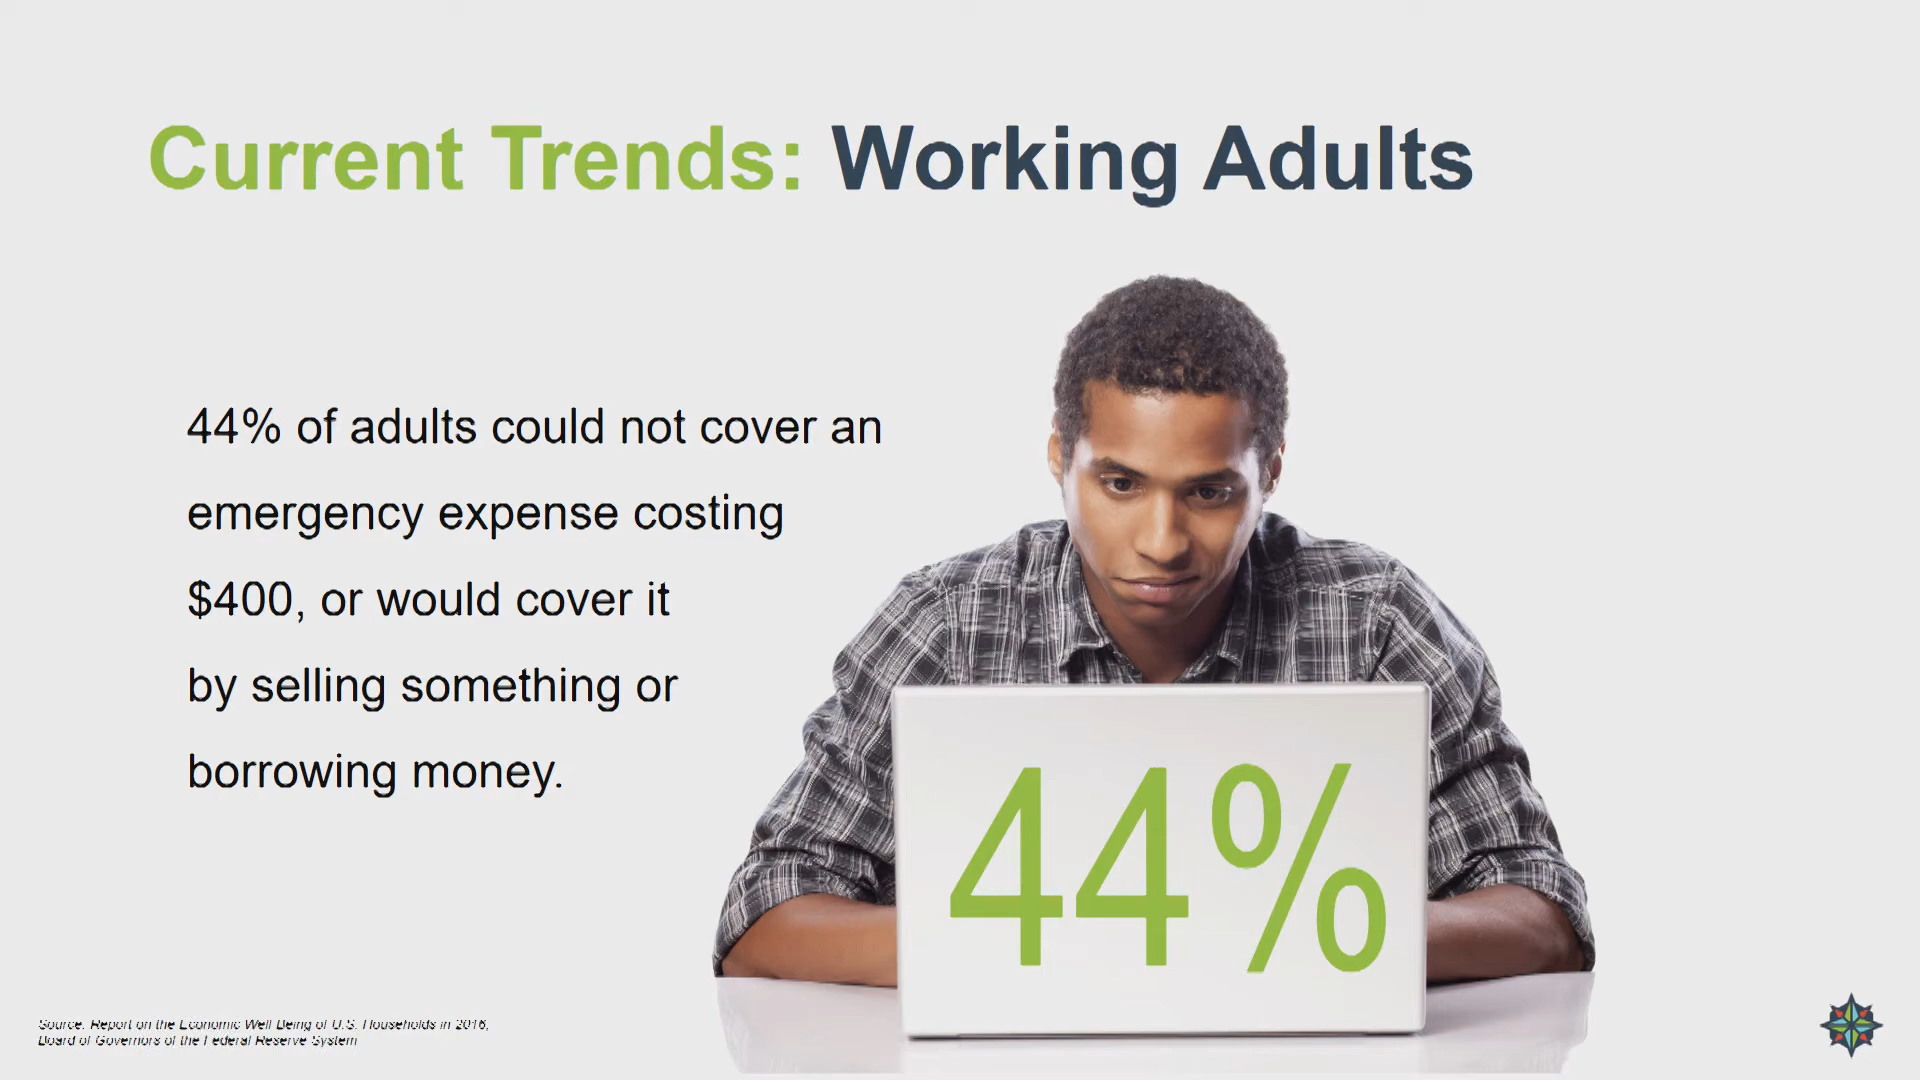 Current Trends: Working Adults
44% of adults could not cover an
emergency expense costing
$400, or would cover it
by selling something or
borrowing money.
44%
Source: Report on the Economic Well Being of U.S. Households in 2016,
Board of Governors of the Federal Reserve System